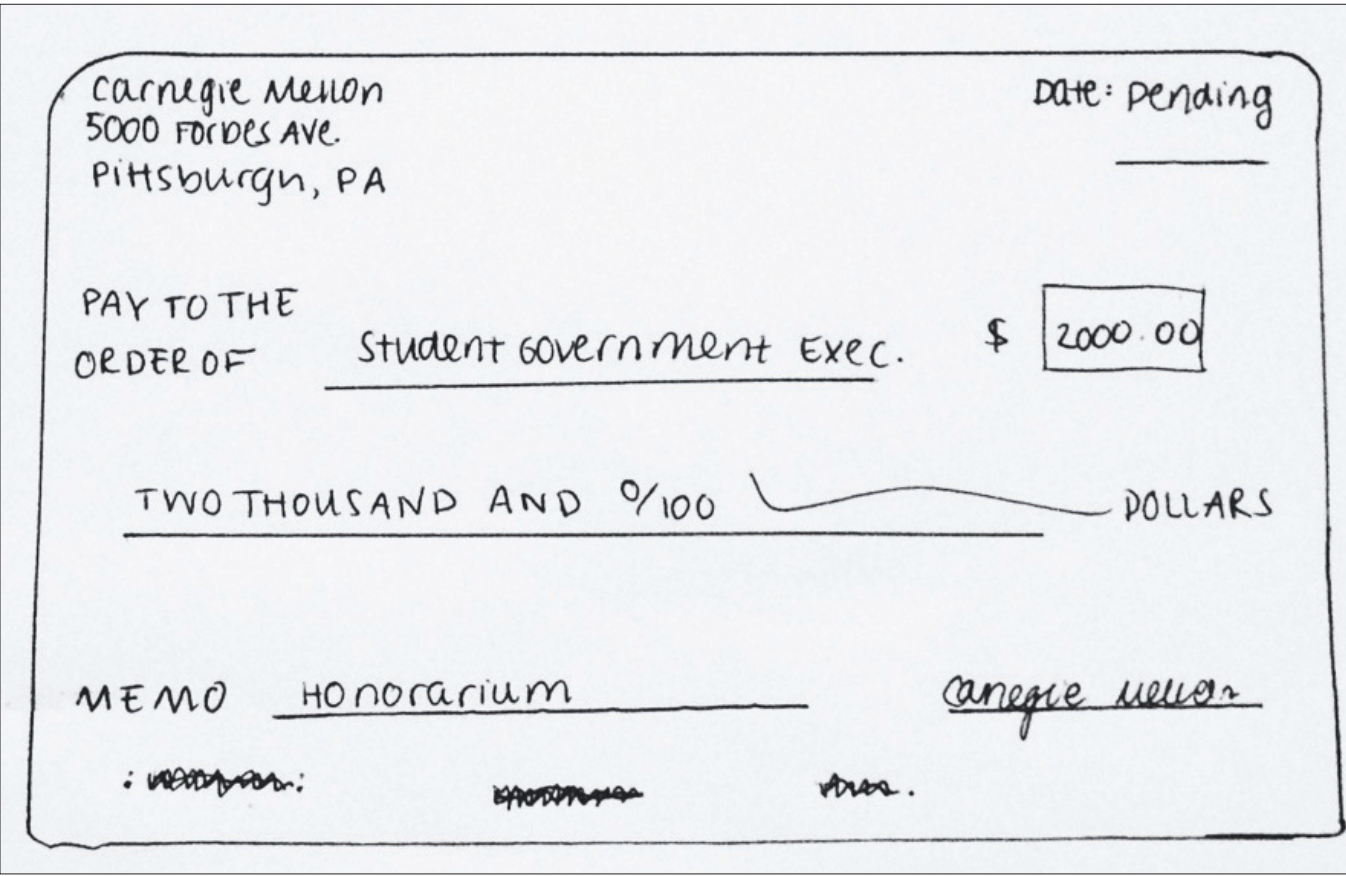 Carnegie Mellon
5000 Forbes Ave.
Pittsburgh, PA
Date: Pending
PAY TO THE
ORDER OF
Student Government Exec.
$ 2000.00
TWO THOUSAND AND 0/100 DOLLARS
MEMO Honorarium
Canegie Mellon